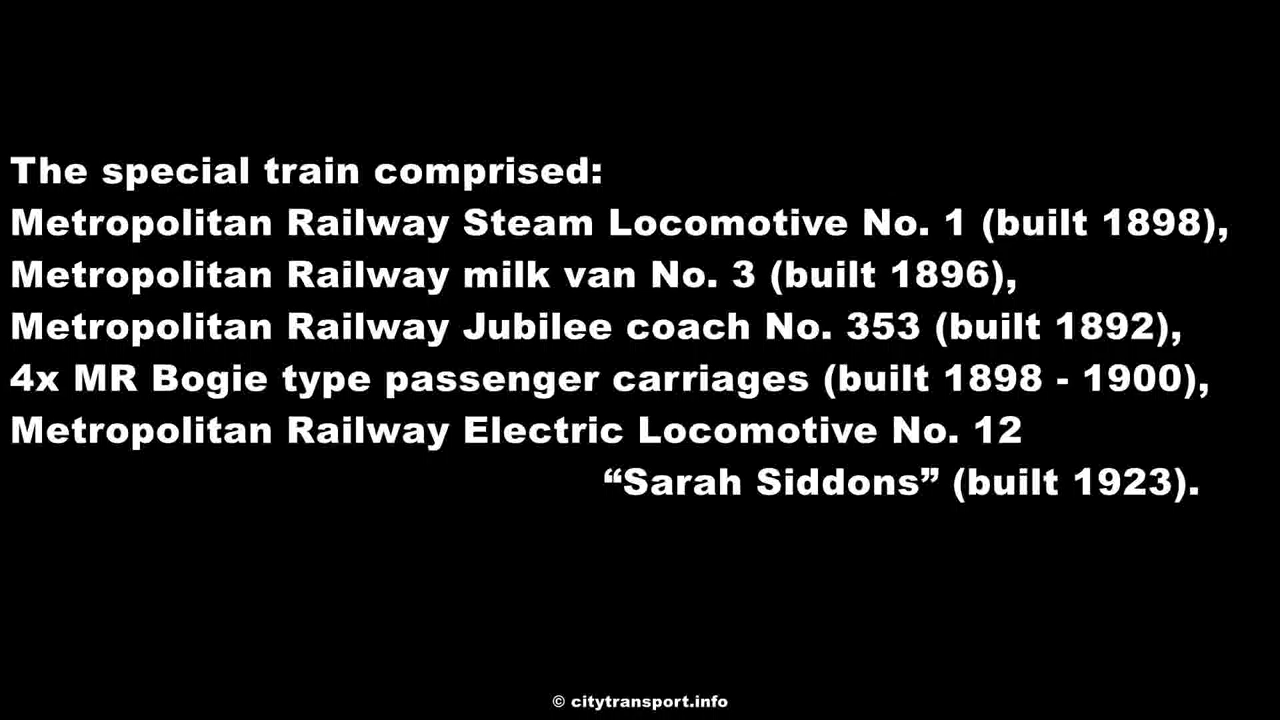 The special train comprised:
Metropolitan Railway Steam Locomotive No. 1 (built 1898),
Metropolitan Railway milk van No. 3 (built 1896),
Metropolitan Railway Jubilee coach No. 353 (built 1892),
4x MR Bogie type passenger carriages (built 1898 - 1900),
Metropolitan Railway Electric Locomotive No. 12
“Sarah Siddons” (built 1923).
© citytransport.info